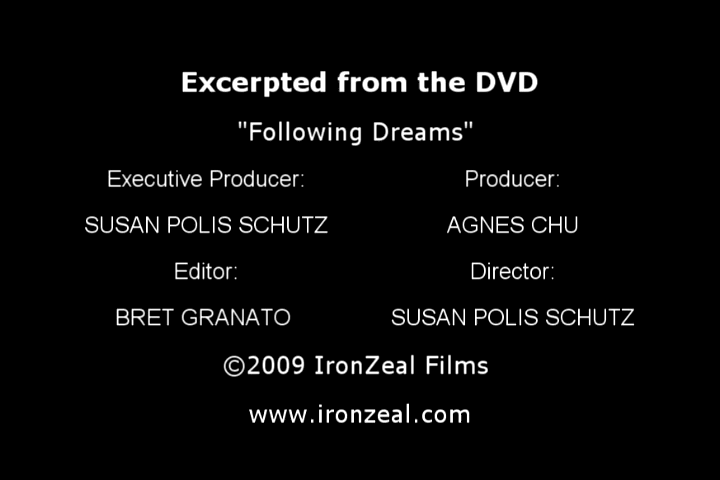 Excerpted from the DVD
"Following Dreams"
Executive Producer: Producer:
SUSAN POLIS SCHUTZ AGNES CHU
Editor: Director:
BRET GRANATO SUSAN POLIS SCHUTZ
©2009 IronZeal Films
www.ironzeal.com